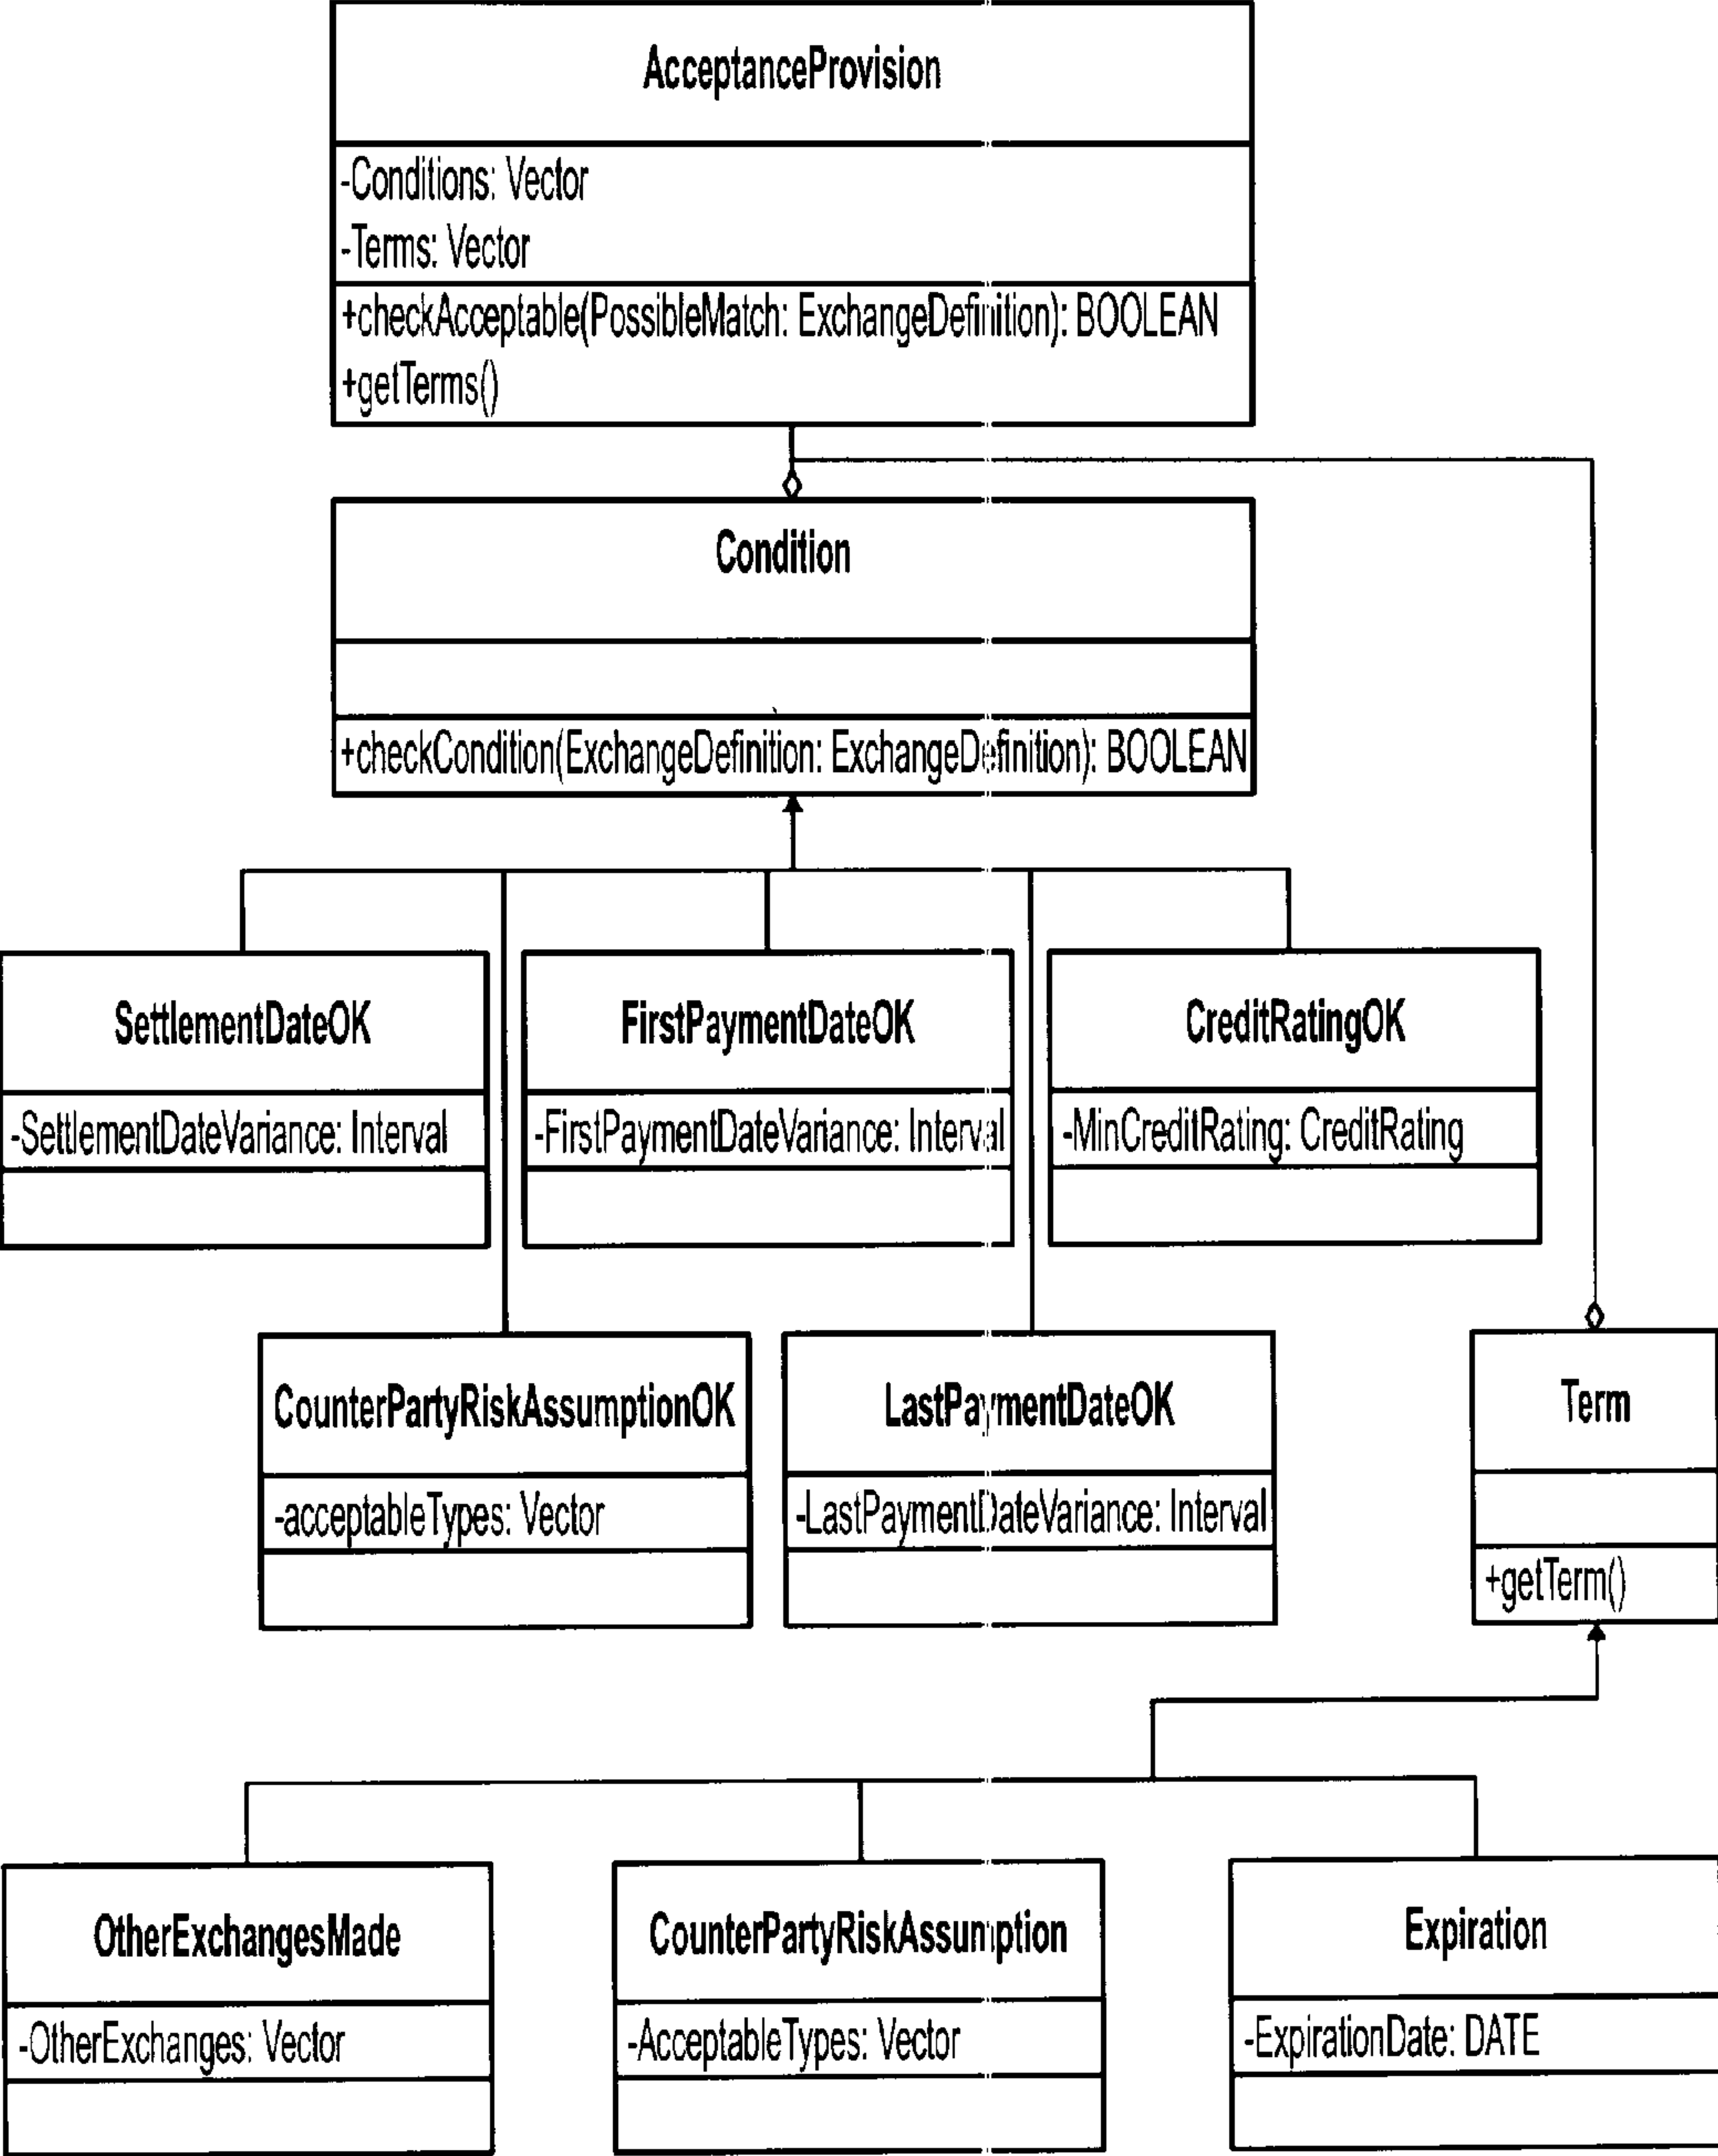 AcceptanceProvision
-Conditions: Vector
-Terms: Vector
+checkAcceptable(PossibleMatch: ExchangeDefinition): BOOLEAN
+getTerms()
Condition
+checkCondition(ExchangeDefinition: ExchangeDefinition): BOOLEAN
SettlementDateOK
-SettlementDateVariance: Interval
FirstPaymentDateOK
-FirstPaymentDateVariance: Interval
CreditRatingOK
-MinCreditRating: CreditRating
CounterPartyRiskAssumptionOK
-acceptableTypes: Vector
LastPaymentDateOK
-LastPaymentDateVariance: Interval
Term
+getTerm()
OtherExchangesMade
-OtherExchanges: Vector
CounterPartyRiskAssumption
-AcceptableTypes: Vector
Expiration
-ExpirationDate: DATE